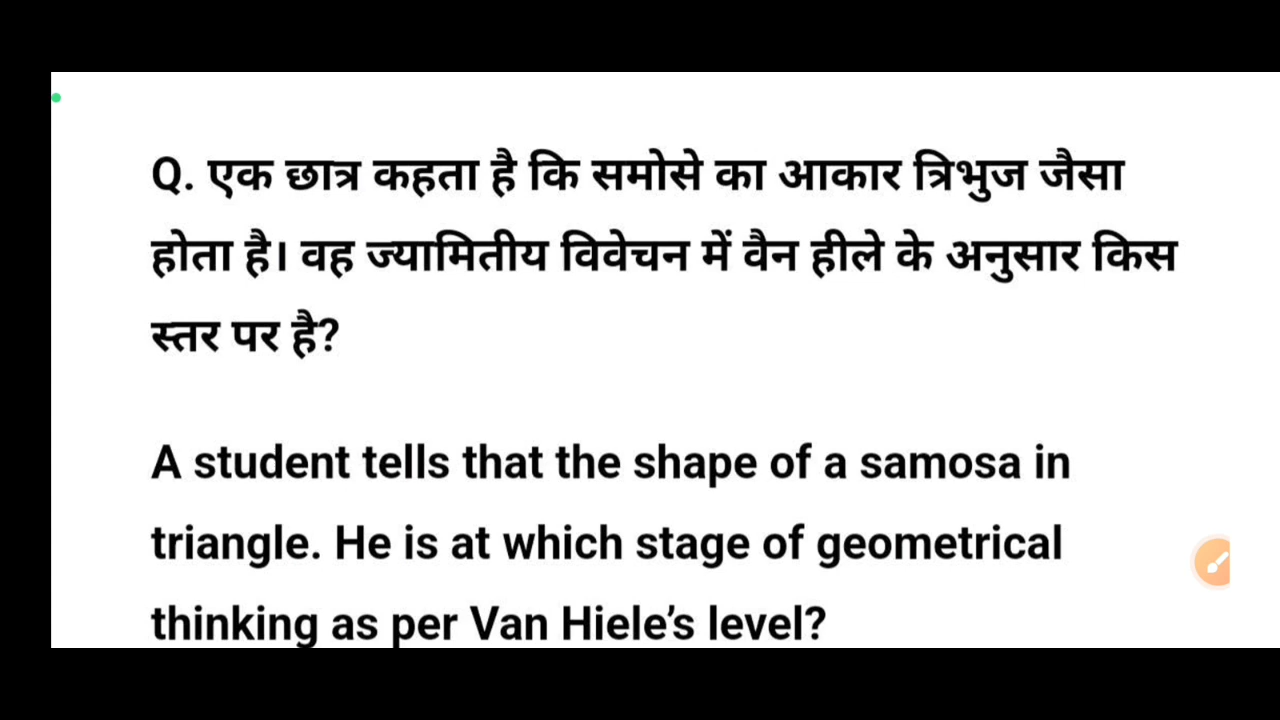 Q. एक छात्र कहता है कि समोसे का आकार त्रिभुज जैसा
होता है। वह ज्यामितीय विवेचन में वैन हीले के अनुसार किस
स्तर पर है?
A student tells that the shape of a samosa in
triangle. He is at which stage of geometrical
thinking as per Van Hiele’s level?